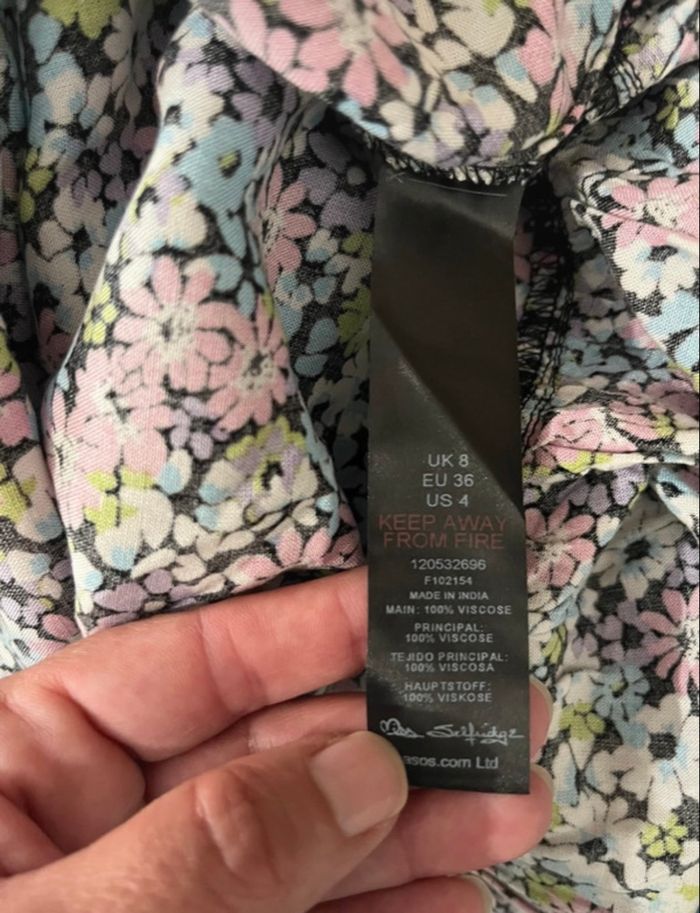 UK 8
EU 36
US 4
KEEP AWAY
FROM FIRE
120532696
F102154
MADE IN INDIA
MAIN: 100% VISCOSE
PRINCIPAL:
100% VISCOSE
TEJIDO PRINCIPAL:
100% VISCOSA
HAUPTSTOFF:
100% VISKOSE
Miss Selfridge
asos.com Ltd